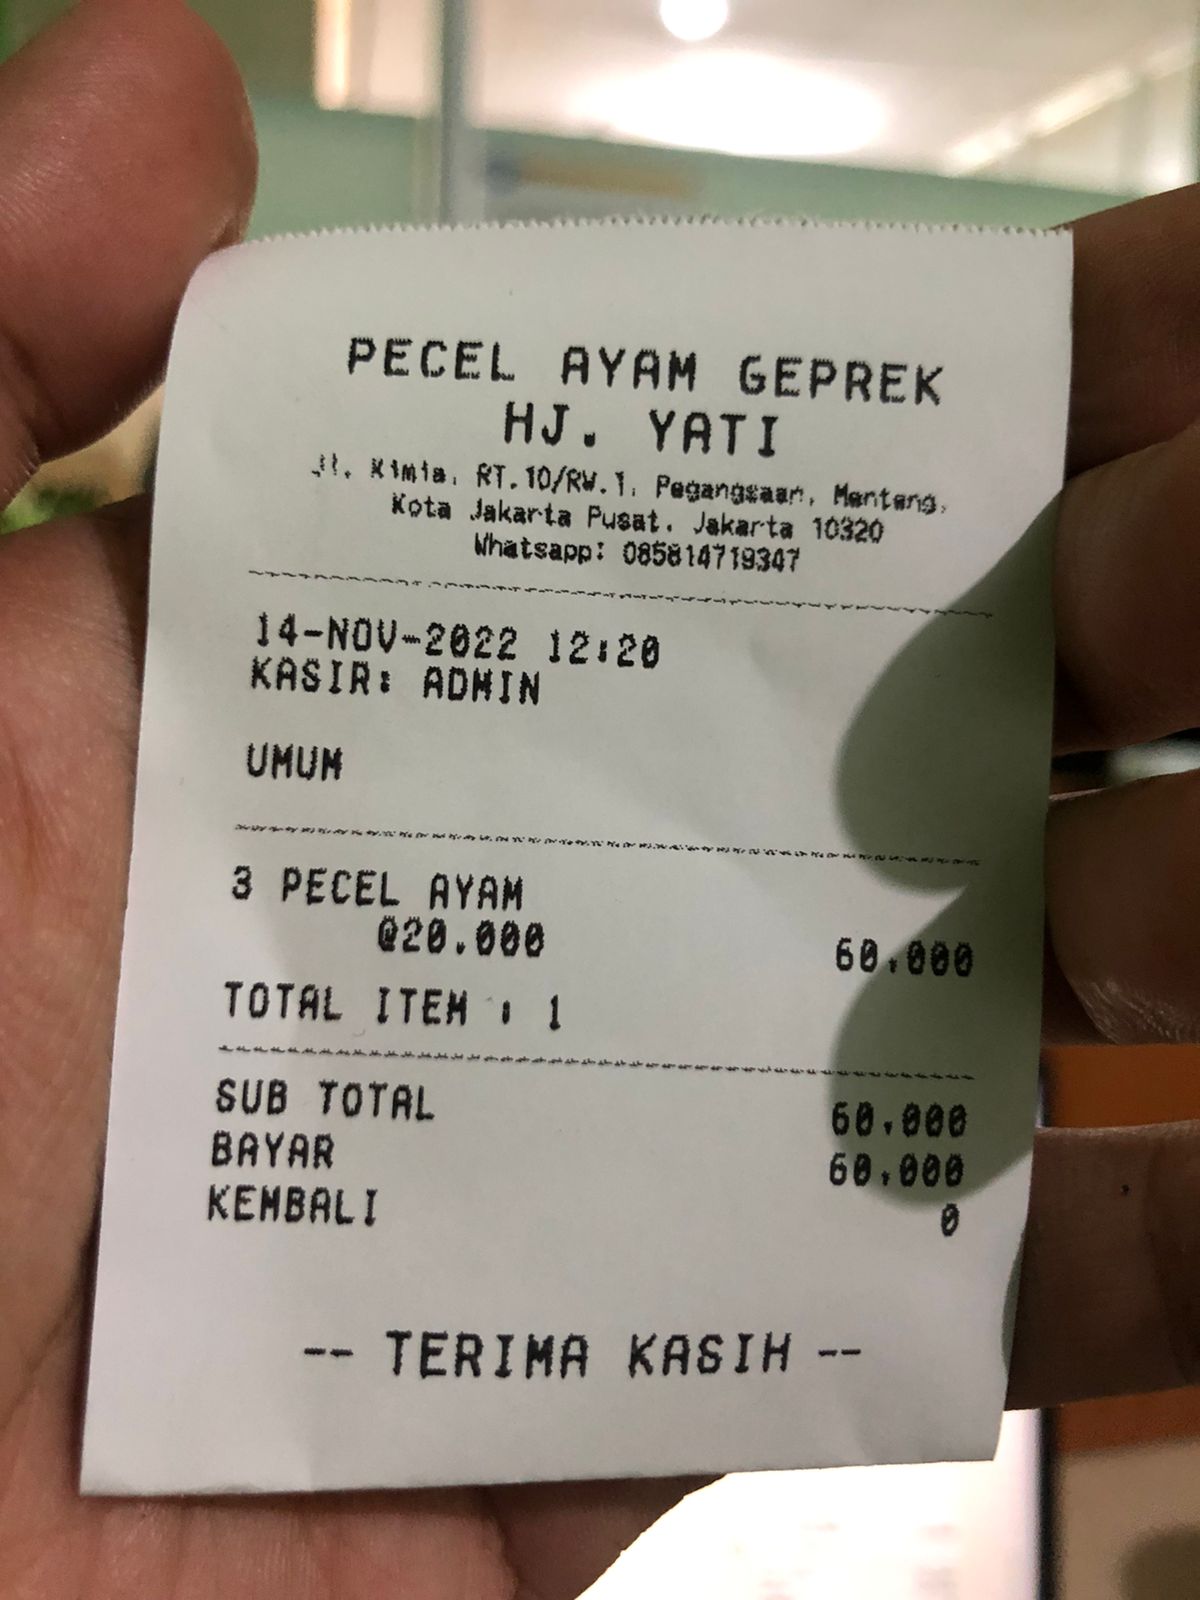 PECEL AYAM GEPREK
HJ. YATI
Jl. Kimia, RT.10/RW.1, Pegangsaan, Menteng,
Kota Jakarta Pusat, Jakarta 10320
Whatsapp: 085814719347
14-NOV-2022 12:20
KASIR: ADMIN
UMUM
3 PECEL AYAM
@20.000 60.000
TOTAL ITEM : 1
SUB TOTAL 60.000
BAYAR 60.000
KEMBALI 0
-- TERIMA KASIH --